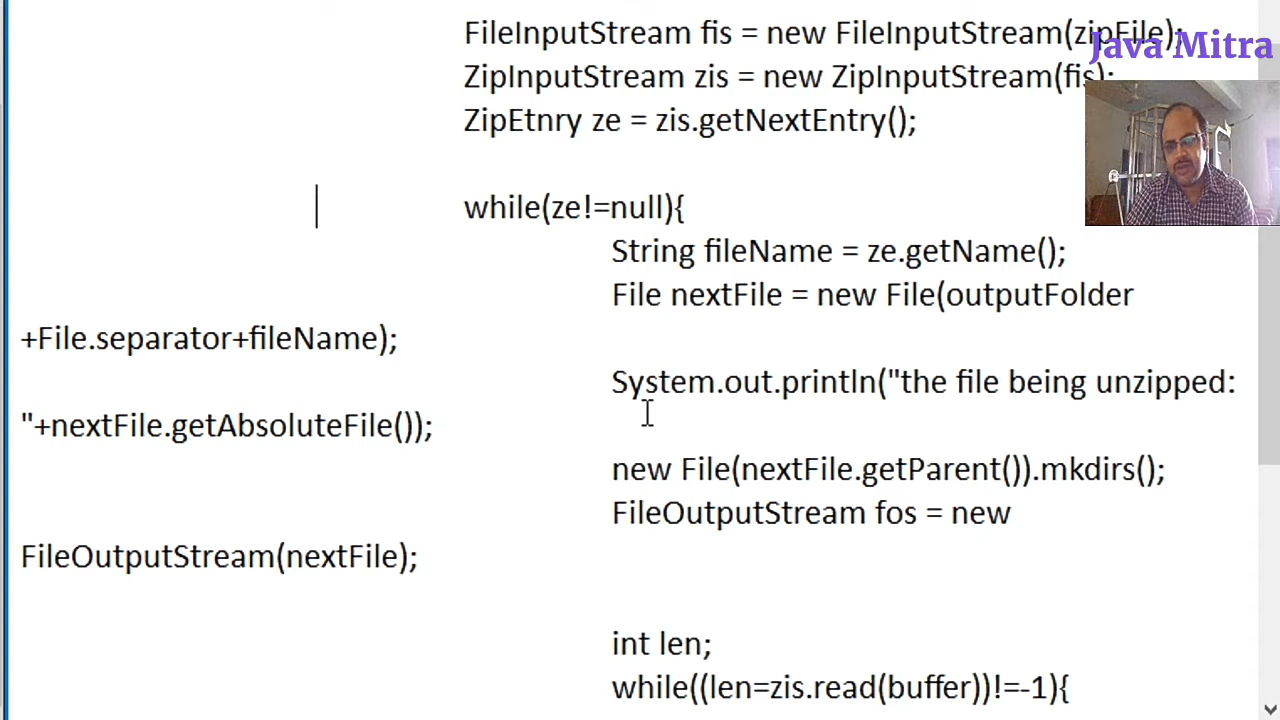 FileInputStream fis = new FileInputStream(zipFile);
Java Mitra
ZipInputStream zis = new ZipInputStream(fis);
ZipEtnry ze = zis.getNextEntry();
while(ze!=null){
String fileName = ze.getName();
File nextFile = new File(outputFolder
+File.separator+fileName);
System.out.println("the file being unzipped:
"+nextFile.getAbsoluteFile());
new File(nextFile.getParent()).mkdirs();
FileOutputStream fos = new
FileOutputStream(nextFile);
int len;
while((len=zis.read(buffer))!=-1){